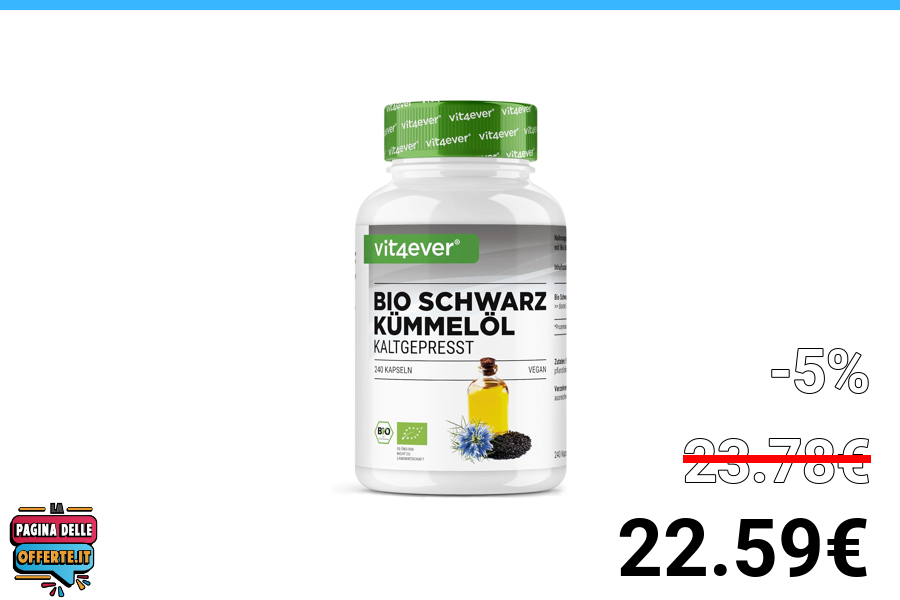 vit4ever®
vit4ever®
vit4ever®
vit4ever®
vit4ever®
vit4ever®
vit4ever®
vit4ever®
BIO SCHWARZ
KÜMMELÖL
KALTGEPRESST
240 KAPSELN VEGAN
BIO
-5%
23.78€
22.59€
LA
PAGINA DELLE
OFFERTE.IT